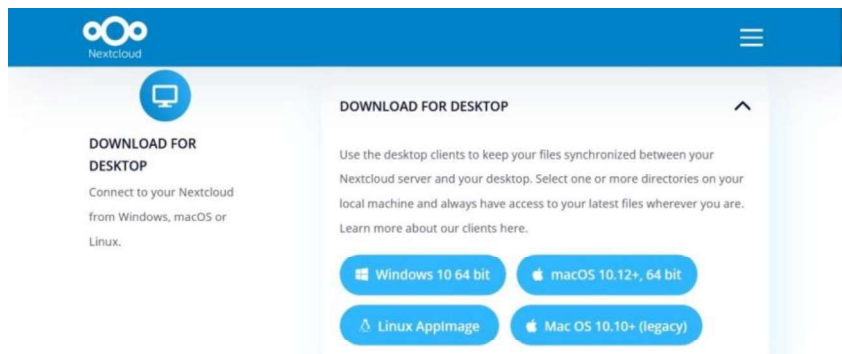 Nextcloud
DOWNLOAD FOR
DESKTOP
Connect to your Nextcloud
from Windows, macOS or
Linux.
DOWNLOAD FOR DESKTOP
Use the desktop clients to keep your files synchronized between your
Nextcloud server and your desktop. Select one or more directories on your
local machine and always have access to your latest files wherever you are.
Learn more about our clients here.
Windows 10 64 bit
macOS 10.12+, 64 bit
Linux AppImage
Mac OS 10.10+ (legacy)